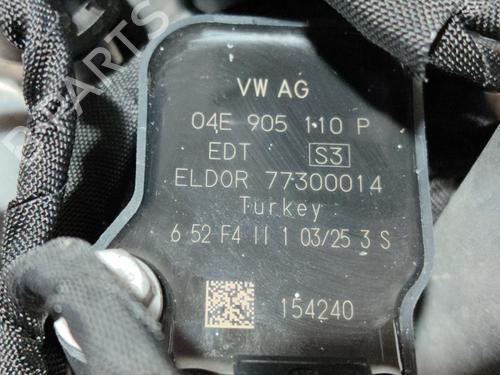 VW AG
04E 905 110 P
EDT S3
ELDOR 77300014
Turkey
6 52 F4 11 1 03/25 3 S
154240
B-PARTS